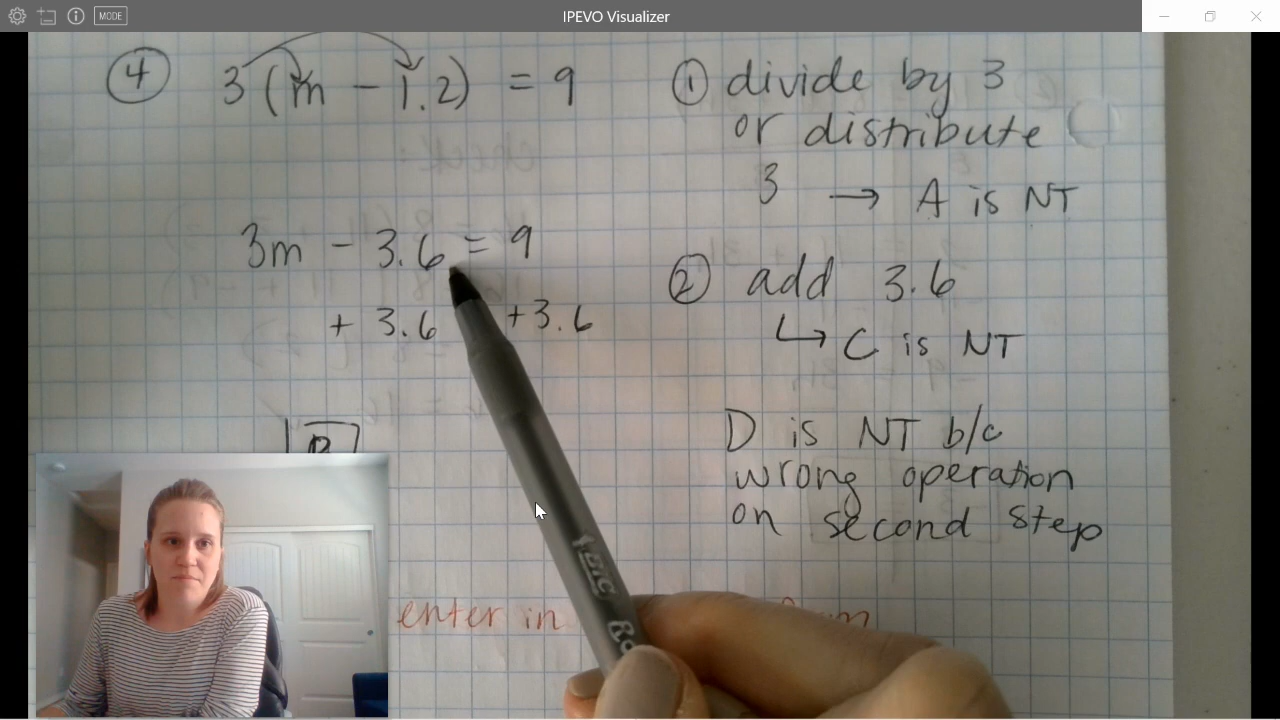 MODE
IPEVO Visualizer
4 3(m - 1.2) = 9
3m - 3.6 = 9
+ 3.6 +3.6
B
1 divide by 3
or distribute
3 → A is NT
2 add 3.6
↳ C is NT
D is NT b/c
wrong operation
on second step
enter in
BIC